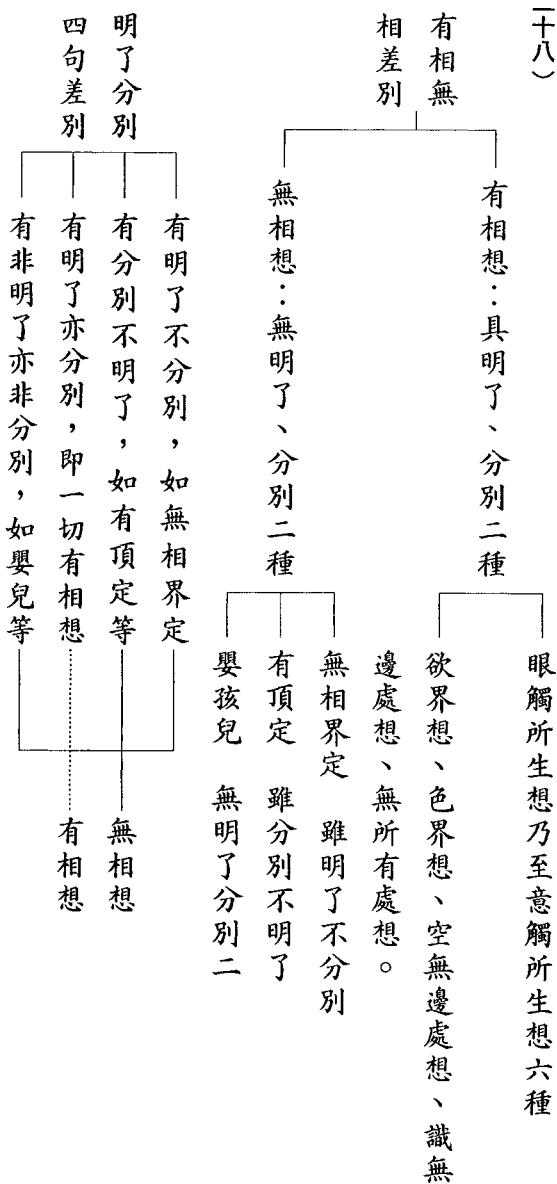 二十八）
有相無
相差別
有相想：具明了、分別二種
眼觸所生想乃至意觸所生想六種
欲界想、色界想、空無邊處想、識無
邊處想、無所有處想。
無相想：無明了、分別二種
無相界定　雖明了不分別
有頂定　雖分別不明了
嬰孩兒　無明了分別二
明了分別
四句差別
有明了不分別，如無相界定
有分別不明了，如有頂定等
有明了亦分別，即一切有相想
有非明了亦非分別，如嬰兒等
無相想
有相想